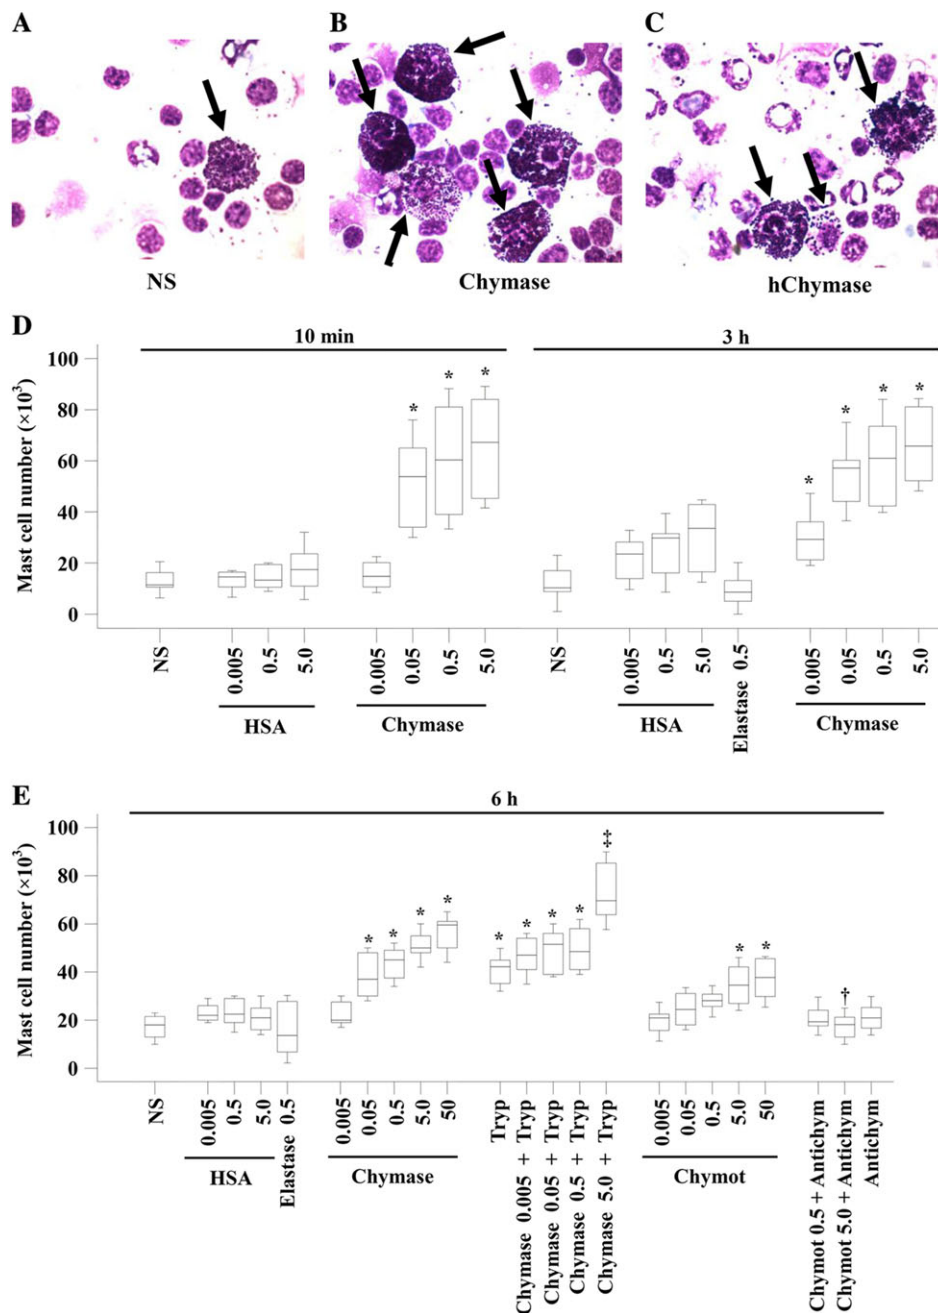 A
B
C
NS
Chymase
hChymase
D
10 min
3 h
Mast cell number (×10³)
100
80
60
40
20
0
* * *
* * * *
NS
0.005
0.5
5.0
HSA
0.005
0.05
0.5
5.0
Chymase
NS
0.005
0.5
5.0
HSA
Elastase 0.5
0.005
0.05
0.5
5.0
Chymase
E
6 h
Mast cell number (×10³)
100
80
60
40
20
0
* * * *
* * * * ‡
* *
†
NS
0.005
0.5
5.0
HSA
Elastase 0.5
0.005
0.05
0.5
5.0
50
Chymase
Tryp
Chymase 0.005 + Tryp
Chymase 0.05 + Tryp
Chymase 0.5 + Tryp
Chymase 5.0 + Tryp
0.005
0.05
0.5
5.0
50
Chymot
Chymot 0.5 + Antichym
Chymot 5.0 + Antichym
Antichym